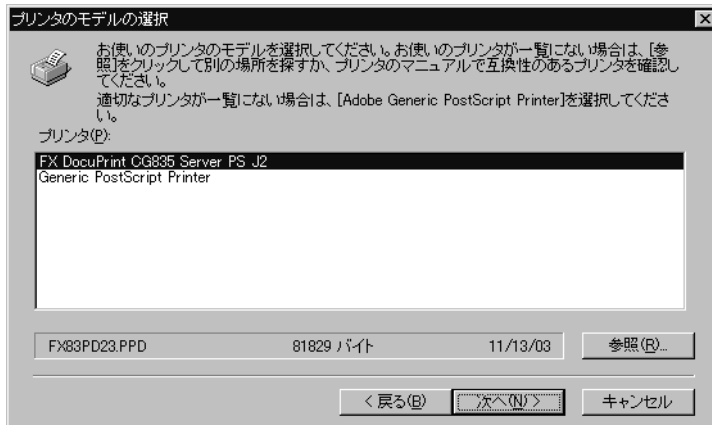 プリンタのモデルの選択
お使いのプリンタのモデルを選択してください。お使いのプリンタが一覧にない場合は、[参
照]をクリックして別の場所を探すか、プリンタのマニュアルで互換性のあるプリンタを確認し
てください。
適切なプリンタが一覧にない場合は、[Adobe Generic PostScript Printer]を選択してくださ
い。
プリンタ(P):
FX DocuPrint CG835 Server PS J2
Generic PostScript Printer
FX83PD23.PPD 81829 バイト 11/13/03 参照(R)...
< 戻る(B) 次へ(N) > キャンセル